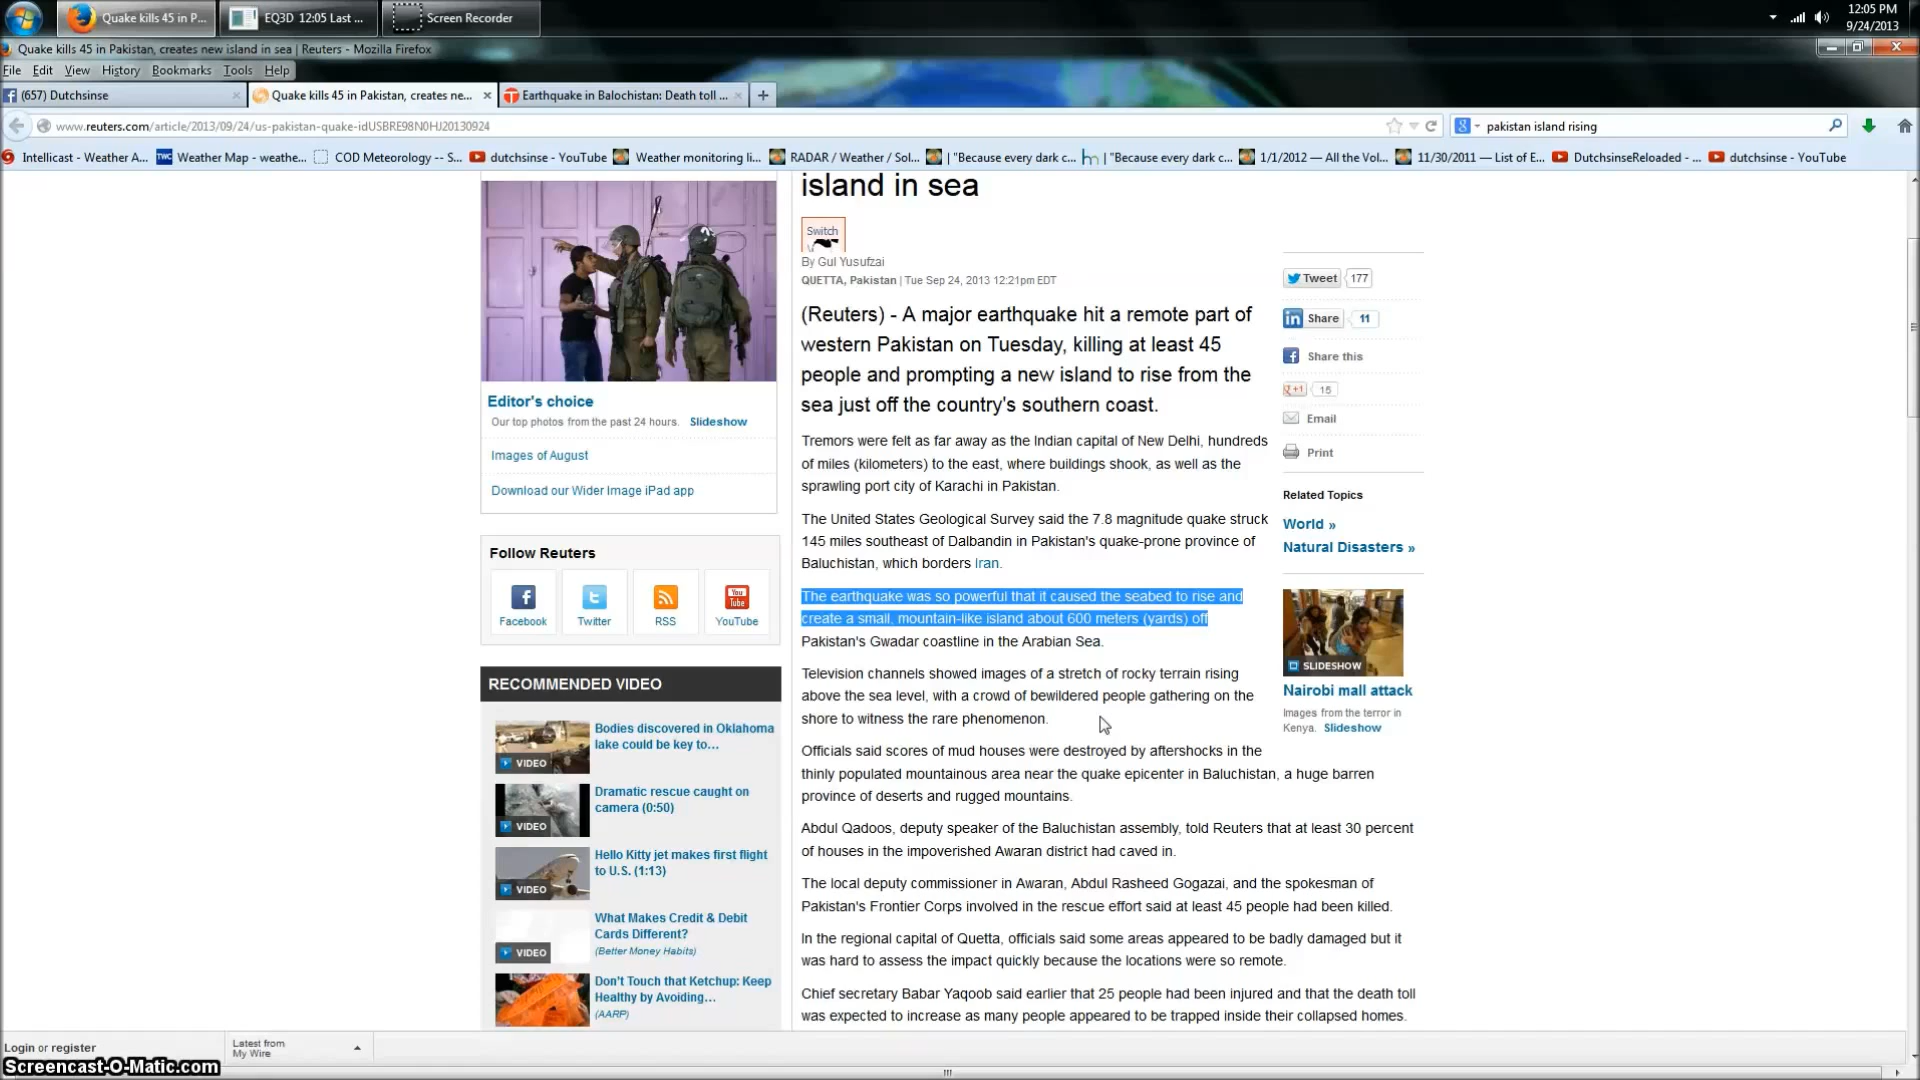 Quake kills 45 in P...
EQ3D 12:05 Last ...
Screen Recorder
12:05 PM
9/24/2013
Quake kills 45 in Pakistan, creates new island in sea | Reuters - Mozilla Firefox
File Edit View History Bookmarks Tools Help
(657) Dutchsinse
Quake kills 45 in Pakistan, creates ne...
Earthquake in Balochistan: Death toll ...
www.reuters.com/article/2013/09/24/us-pakistan-quake-idUSBRE98N0HJ20130924
pakistan island rising
Intellicast - Weather A...
Weather Map - weathe...
COD Meteorology -- S...
dutchsinse - YouTube
Weather monitoring li...
RADAR / Weather / Sol...
| "Because every dark c...
| "Because every dark c...
1/1/2012 — All the Vol...
11/30/2011 — List of E...
DutchsinseReloaded - ...
dutchsinse - YouTube
island in sea
Switch
By Gul Yusufzai
QUETTA, Pakistan | Tue Sep 24, 2013 12:21pm EDT
(Reuters) - A major earthquake hit a remote part of
western Pakistan on Tuesday, killing at least 45
people and prompting a new island to rise from the
sea just off the country's southern coast.
Tremors were felt as far away as the Indian capital of New Delhi, hundreds
of miles (kilometers) to the east, where buildings shook, as well as the
sprawling port city of Karachi in Pakistan.
The United States Geological Survey said the 7.8 magnitude quake struck
145 miles southeast of Dalbandin in Pakistan's quake-prone province of
Baluchistan, which borders Iran.
The earthquake was so powerful that it caused the seabed to rise and
create a small, mountain-like island about 600 meters (yards) off
Pakistan's Gwadar coastline in the Arabian Sea.
Television channels showed images of a stretch of rocky terrain rising
above the sea level, with a crowd of bewildered people gathering on the
shore to witness the rare phenomenon.
Officials said scores of mud houses were destroyed by aftershocks in the
thinly populated mountainous area near the quake epicenter in Baluchistan, a huge barren
province of deserts and rugged mountains.
Abdul Qadoos, deputy speaker of the Baluchistan assembly, told Reuters that at least 30 percent
of houses in the impoverished Awaran district had caved in.
The local deputy commissioner in Awaran, Abdul Rasheed Gogazai, and the spokesman of
Pakistan's Frontier Corps involved in the rescue effort said at least 45 people had been killed.
In the regional capital of Quetta, officials said some areas appeared to be badly damaged but it
was hard to assess the impact quickly because the locations were so remote.
Chief secretary Babar Yaqoob said earlier that 25 people had been injured and that the death toll
was expected to increase as many people appeared to be trapped inside their collapsed homes.
Editor's choice
Our top photos from the past 24 hours. Slideshow
Images of August
Download our Wider Image iPad app
Follow Reuters
Facebook
Twitter
RSS
You Tube
YouTube
RECOMMENDED VIDEO
VIDEO
Bodies discovered in Oklahoma
lake could be key to...
VIDEO
Dramatic rescue caught on
camera (0:50)
VIDEO
Hello Kitty jet makes first flight
to U.S. (1:13)
VIDEO
What Makes Credit & Debit
Cards Different?
(Better Money Habits)
Don't Touch that Ketchup: Keep
Healthy by Avoiding...
(AARP)
Tweet 177
Share 11
Share this
+1 15
Email
Print
Related Topics
World »
Natural Disasters »
SLIDESHOW
Nairobi mall attack
Images from the terror in
Kenya. Slideshow
Login or register
Latest from
My Wire
Screencast-O-Matic.com